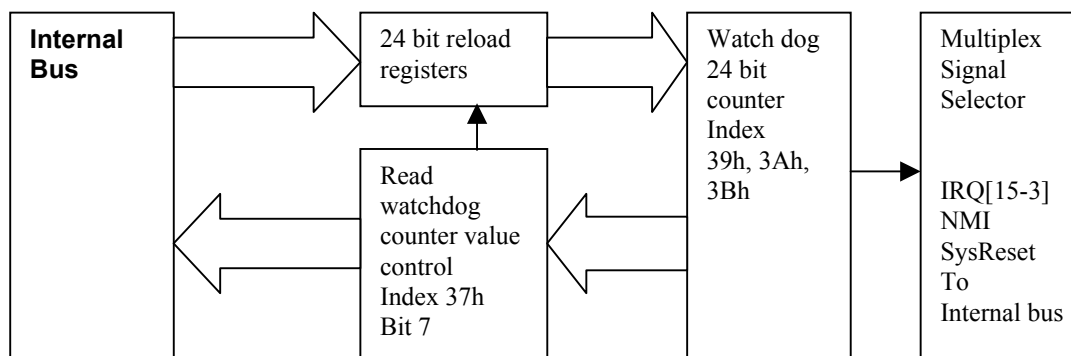 Internal
Bus
24 bit reload
registers
Read
watchdog
counter value
control
Index 37h
Bit 7
Watch dog
24 bit
counter
Index
39h, 3Ah,
3Bh
Multiplex
Signal
Selector
IRQ[15-3]
NMI
SysReset
To
Internal bus